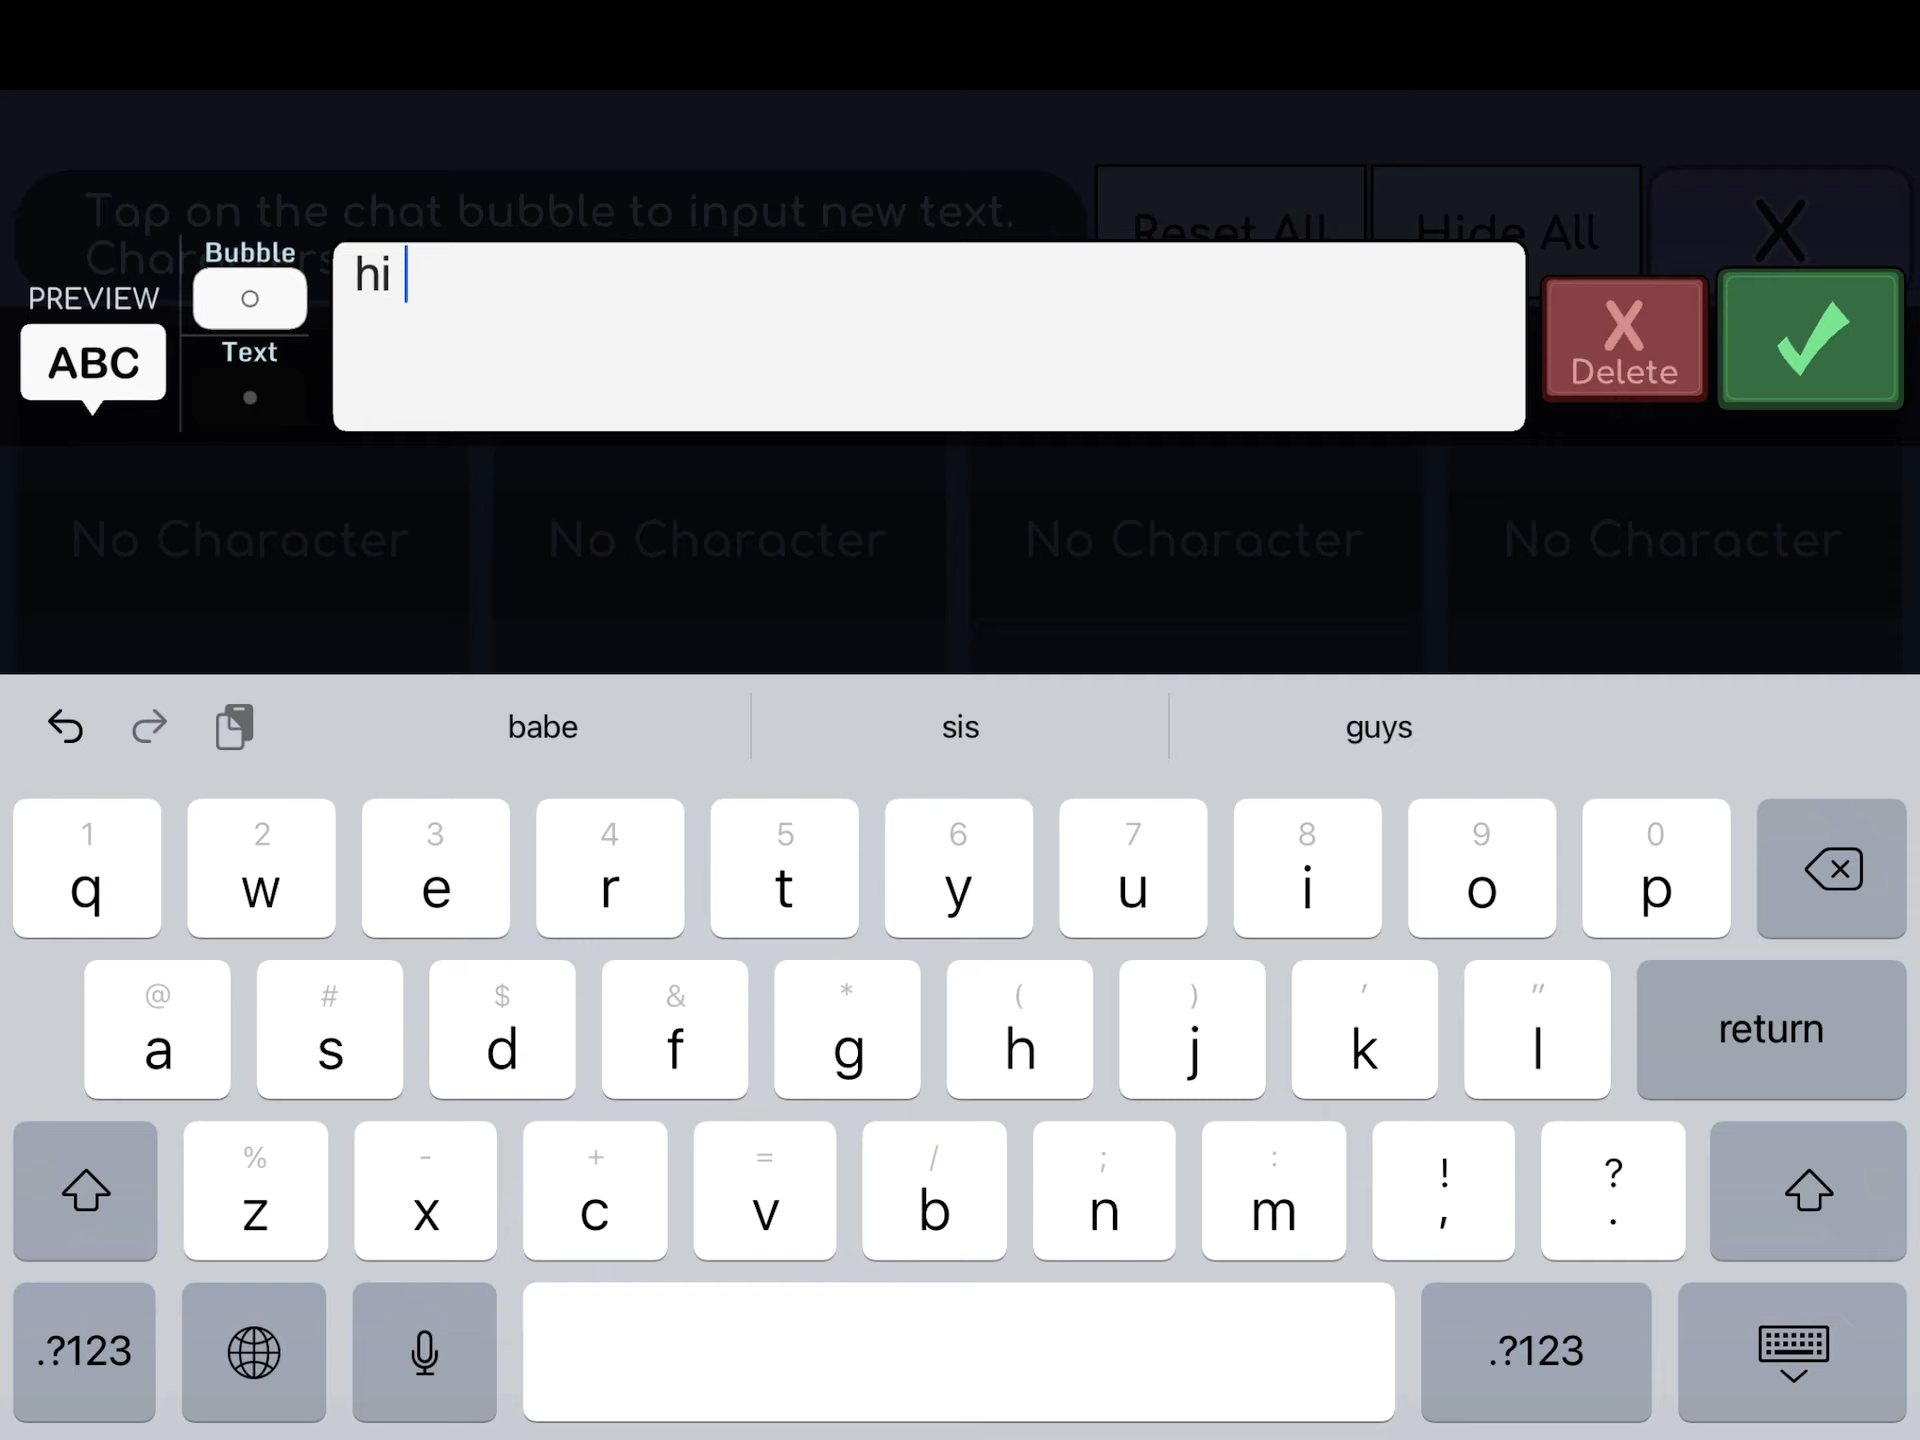 Tap on the chat bubble to input new text.
Reset All
Hide All
X
Bubble
PREVIEW
ABC
Text
hi
X
Delete
No Character
No Character
No Character
No Character
babe
sis
guys
1 2 3 4 5 6 7 8 9 0
q w e r t y u i o p
@ # $ & * ( ) ' "
a s d f g h j k l
return
% - + = / ; : ! ?
z x c v b n m , .
.?123
.?123